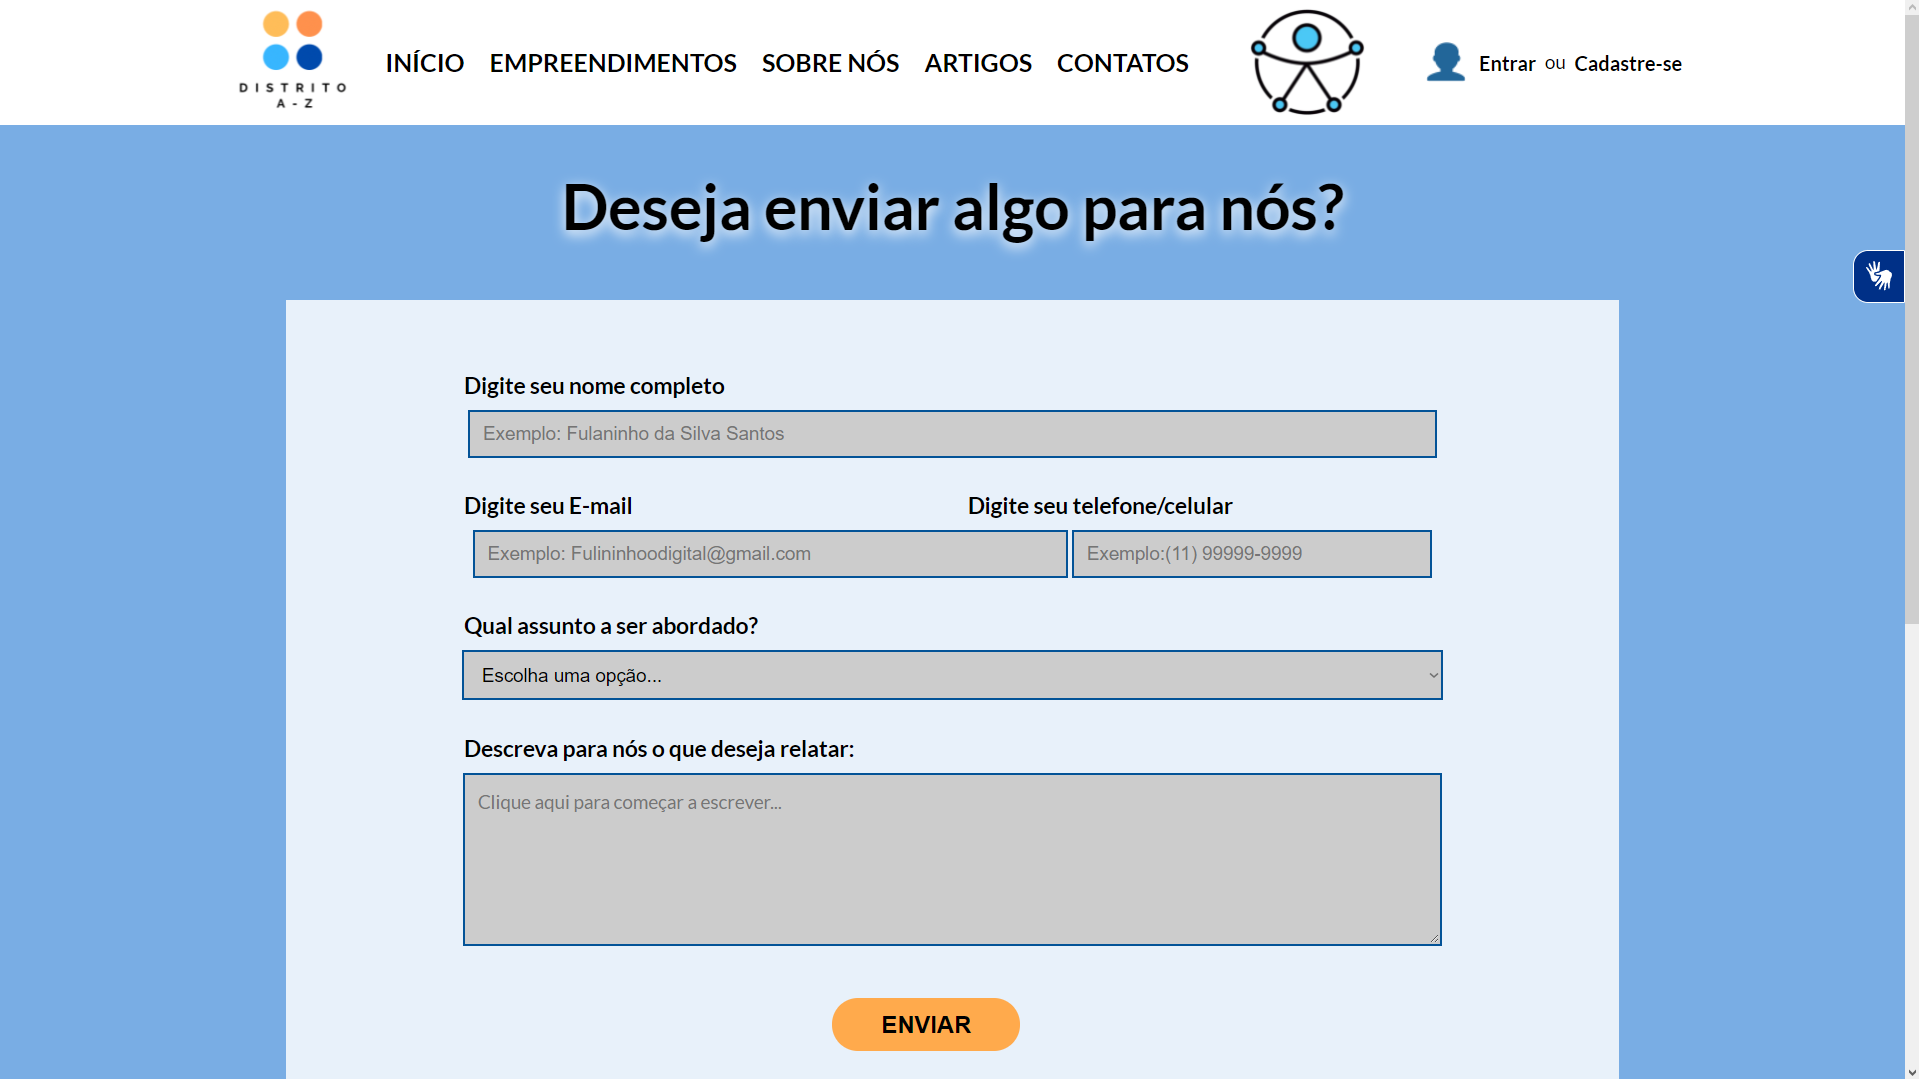 DISTRITO
A - Z
INÍCIO EMPREENDIMENTOS SOBRE NÓS ARTIGOS CONTATOS
Entrar ou Cadastre-se
Deseja enviar algo para nós?
Digite seu nome completo
Exemplo: Fulaninho da Silva Santos
Digite seu E-mail Digite seu telefone/celular
Exemplo: Fulininhoodigital@gmail.com Exemplo:(11) 99999-9999
Qual assunto a ser abordado?
Escolha uma opção...
Descreva para nós o que deseja relatar:
Clique aqui para começar a escrever...
ENVIAR